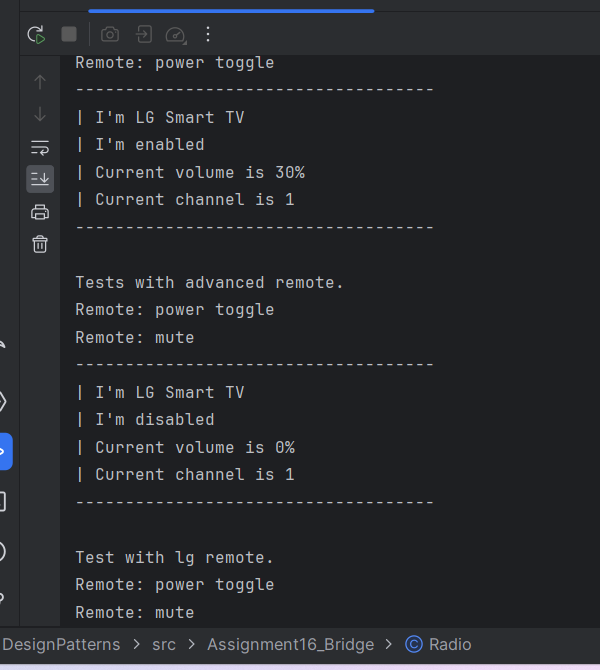 Remote: power toggle
------------------------------------
| I'm LG Smart TV
| I'm enabled
| Current volume is 30%
| Current channel is 1
------------------------------------
Tests with advanced remote.
Remote: power toggle
Remote: mute
------------------------------------
| I'm LG Smart TV
| I'm disabled
| Current volume is 0%
| Current channel is 1
------------------------------------
Test with lg remote.
Remote: power toggle
Remote: mute
DesignPatterns > src > Assignment16_Bridge > © Radio